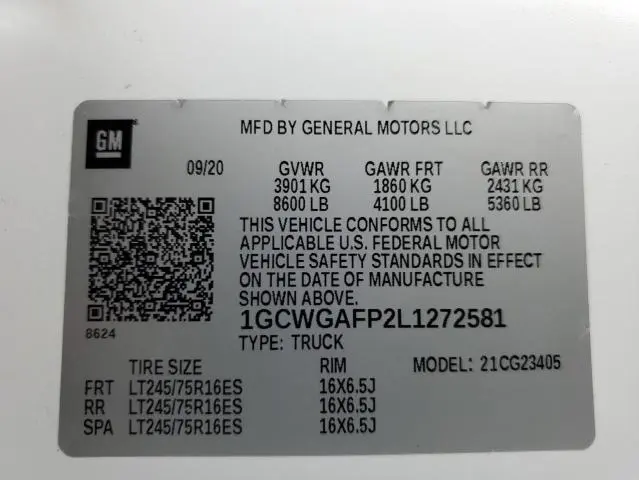 GM
MFD BY GENERAL MOTORS LLC
09/20 GVWR GAWR FRT GAWR RR
3901 KG 1860 KG 2431 KG
8600 LB 4100 LB 5360 LB
THIS VEHICLE CONFORMS TO ALL
APPLICABLE U.S. FEDERAL MOTOR
VEHICLE SAFETY STANDARDS IN EFFECT
ON THE DATE OF MANUFACTURE
SHOWN ABOVE.
8624
1GCWGAFP2L1272581
TYPE: TRUCK
TIRE SIZE RIM MODEL: 21CG23405
FRT LT245/75R16ES 16X6.5J
RR LT245/75R16ES 16X6.5J
SPA LT245/75R16ES 16X6.5J